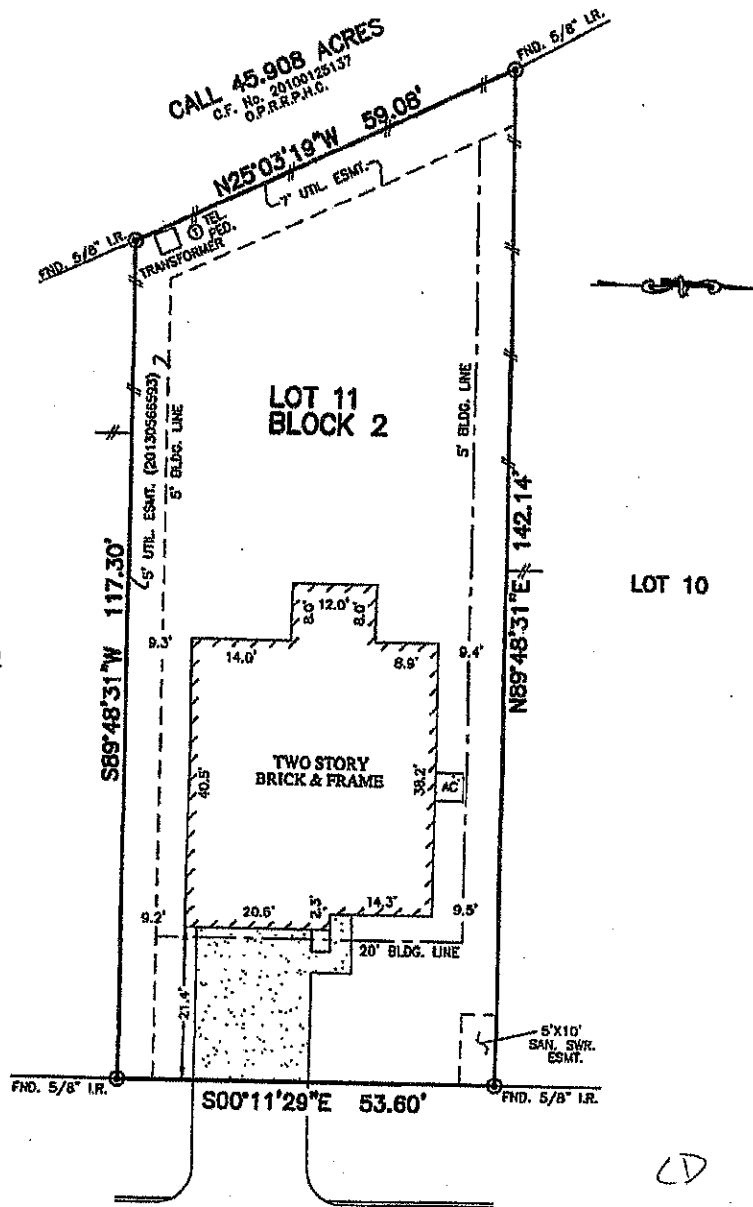 CALL 45.908 ACRES
C.F. No. 20100125137
O.P.R.R.P.H.C.
FND. 5/8" I.R.
N25°03'19"W 59.08'
7' UTIL. ESMT.
FND. 5/8" I.R.
TEL.
PED.
T
TRANSFORMER
5' UTIL. ESMT. (20130566593)
5' BLDG. LINE
LOT 11
BLOCK 2
5' BLDG. LINE
S89°48'31"W 117.30'
N89°48'31"E 142.14'
LOT 10
8.0'
12.0'
8.0'
9.3'
14.0'
8.9'
9.4'
40.5'
TWO STORY
BRICK & FRAME
38.2'
AC.
9.2'
20.6'
2.3'
14.3'
9.5'
20' BLDG. LINE
21.4'
5'X10'
SAN. SWR.
ESMT.
FND. 5/8" I.R.
S00°11'29"E 53.60'
FND. 5/8" I.R.